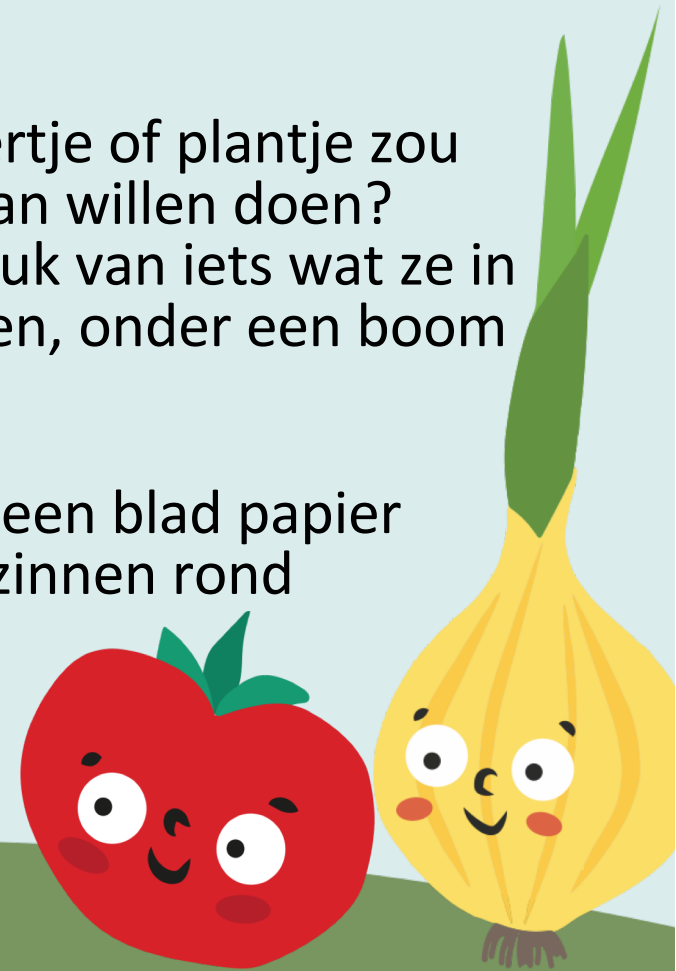 rtje of plantje zou
an willen doen?
uk van iets wat ze in
en, onder een boom
een blad papier
zinnen rond